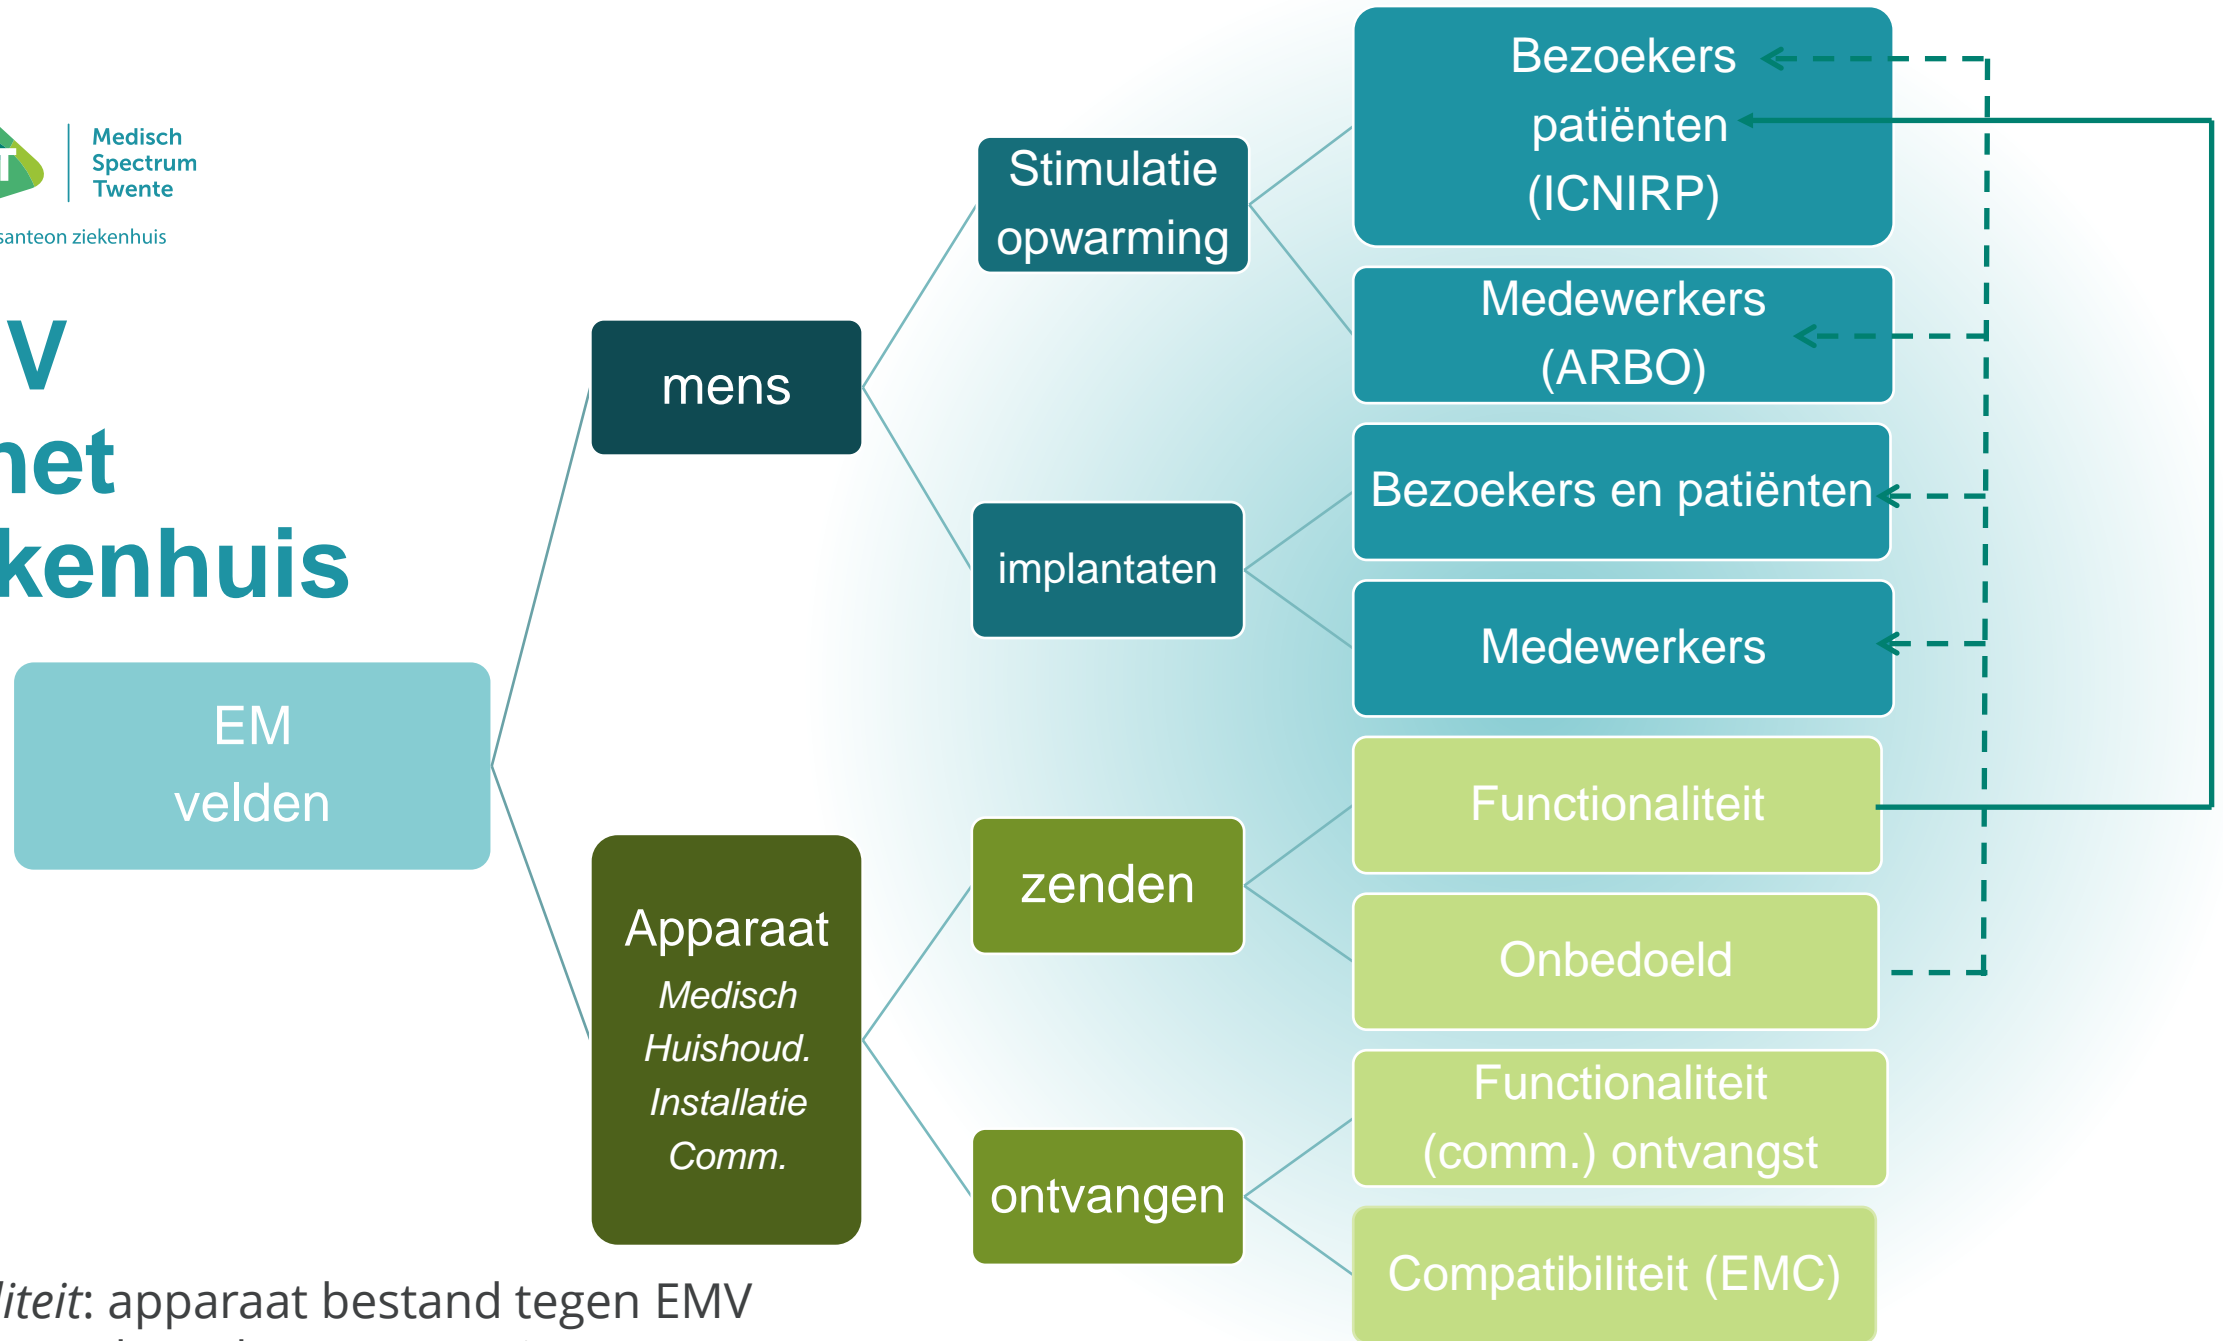 T
Medisch
Spectrum
Twente
santeon ziekenhuis
V
net
kenhuis
EM
velden
mens
Apparaat
Medisch
Huishoud.
Installatie
Comm.
Stimulatie
opwarming
implantaten
zenden
ontvangen
Bezoekers
patiënten
(ICNIRP)
Medewerkers
(ARBO)
Bezoekers en patiënten
Medewerkers
Functionaliteit
Onbedoeld
Functionaliteit
(comm.) ontvangst
Compatibiliteit (EMC)
liteit: apparaat bestand tegen EMV